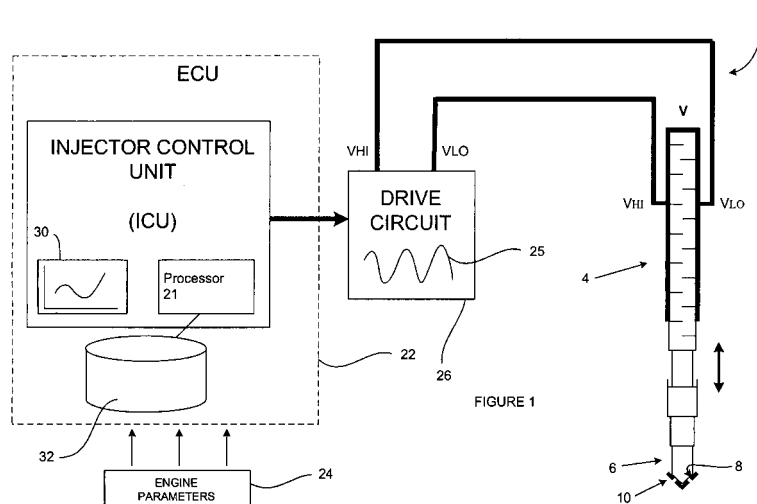 ECU
INJECTOR CONTROL
UNIT
(ICU)
30
Processor
21
VHI
VLO
DRIVE
CIRCUIT
25
26
22
32
ENGINE
PARAMETERS
24
FIGURE 1
V
VHI
VLO
4
6
8
10